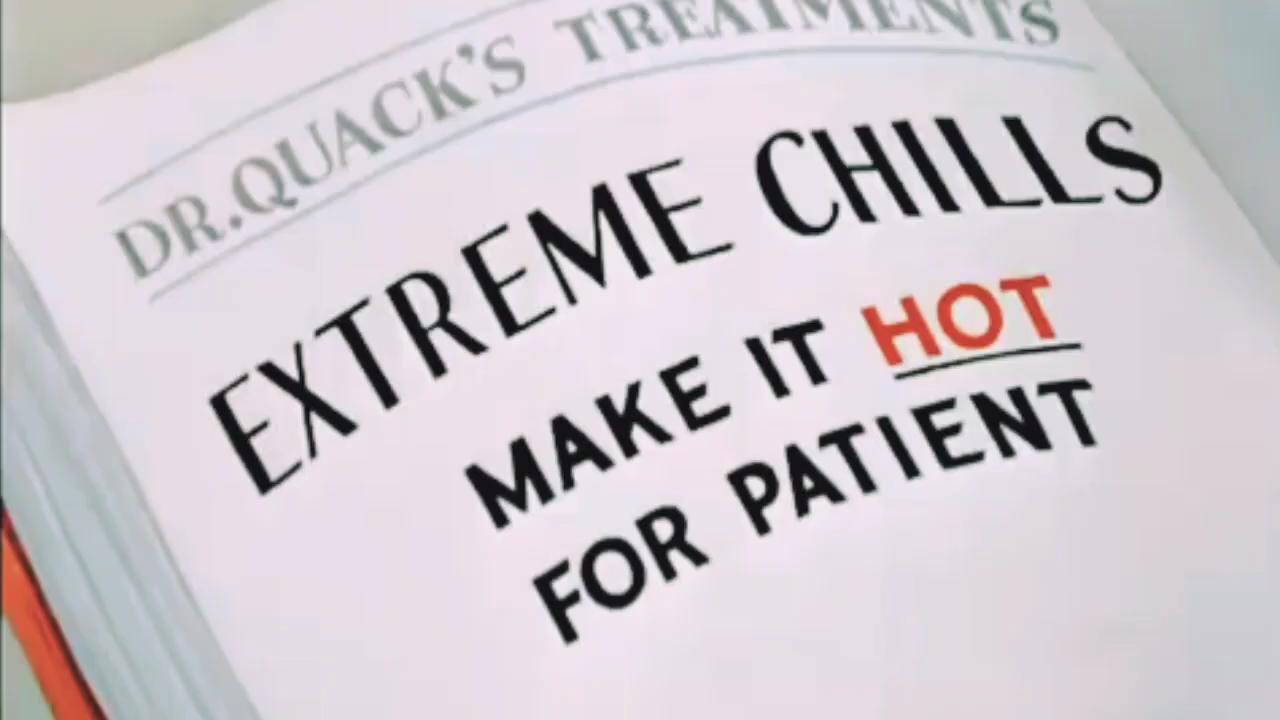 DR.QUACK'S TREATMENTS
EXTREME CHILLS
MAKE IT HOT
FOR PATIENT